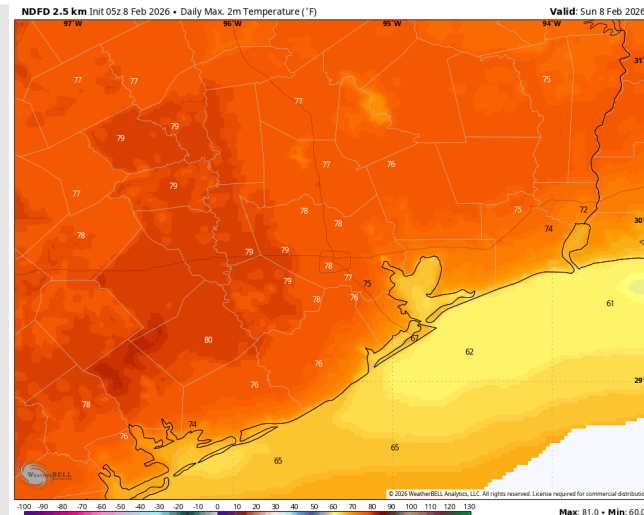 NDFD 2.5 km Init 05z 8 Feb 2026 • Daily Max. 2m Temperature (°F)
Valid: Sun 8 Feb 2026
97°W 96°W 95°W 94°W
31°
77 77 75
77
79 79
77 76
79
77
78 75 72
78 74 30°
78
79 79
78
79 77 75
78 76
61
67
80 62
76
29°
76
78
74
76
65
65
WeatherBELL
© 2026 WeatherBELL Analytics, LLC. All rights reserved. License required for commercial distributio
-100 -90 -80 -70 -60 -50 -40 -30 -20 -10 0 10 20 30 40 50 60 70 80 90 100 110 120 130
Max: 81.0 • Min: 60.